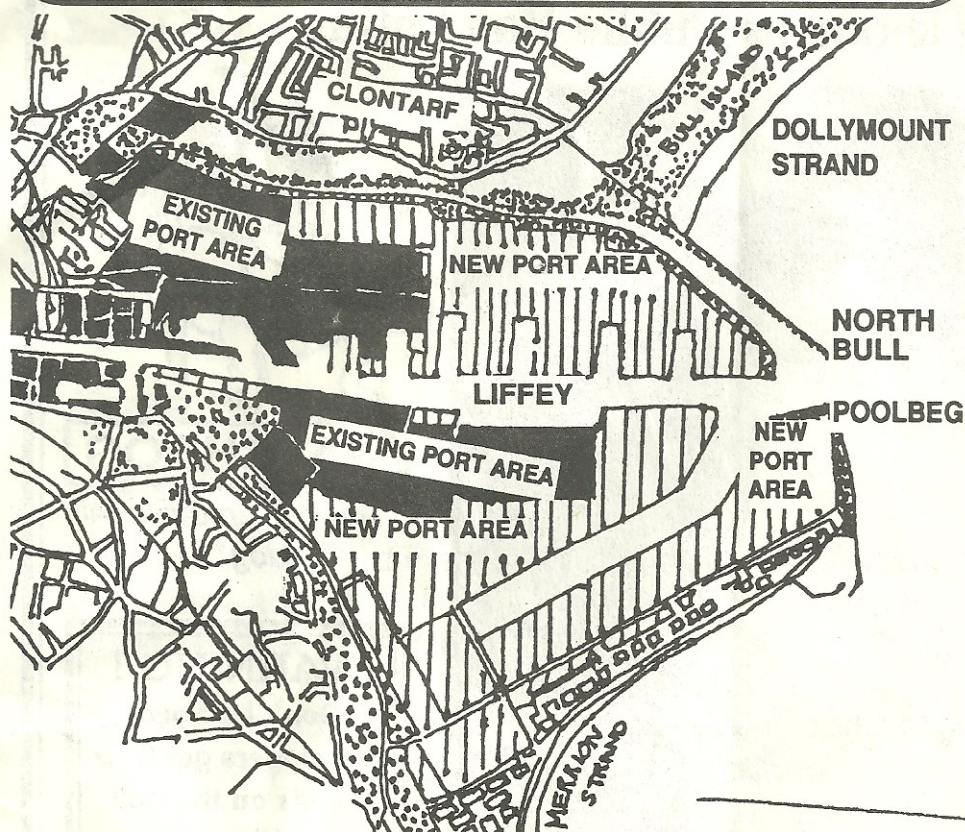 CLONTARF
BULL ISLAND
DOLLYMOUNT
STRAND
EXISTING
PORT AREA
NEW PORT AREA
NORTH
BULL
LIFFEY
POOLBEG
EXISTING PORT AREA
NEW
PORT
AREA
NEW PORT AREA
MERRION
STRAND